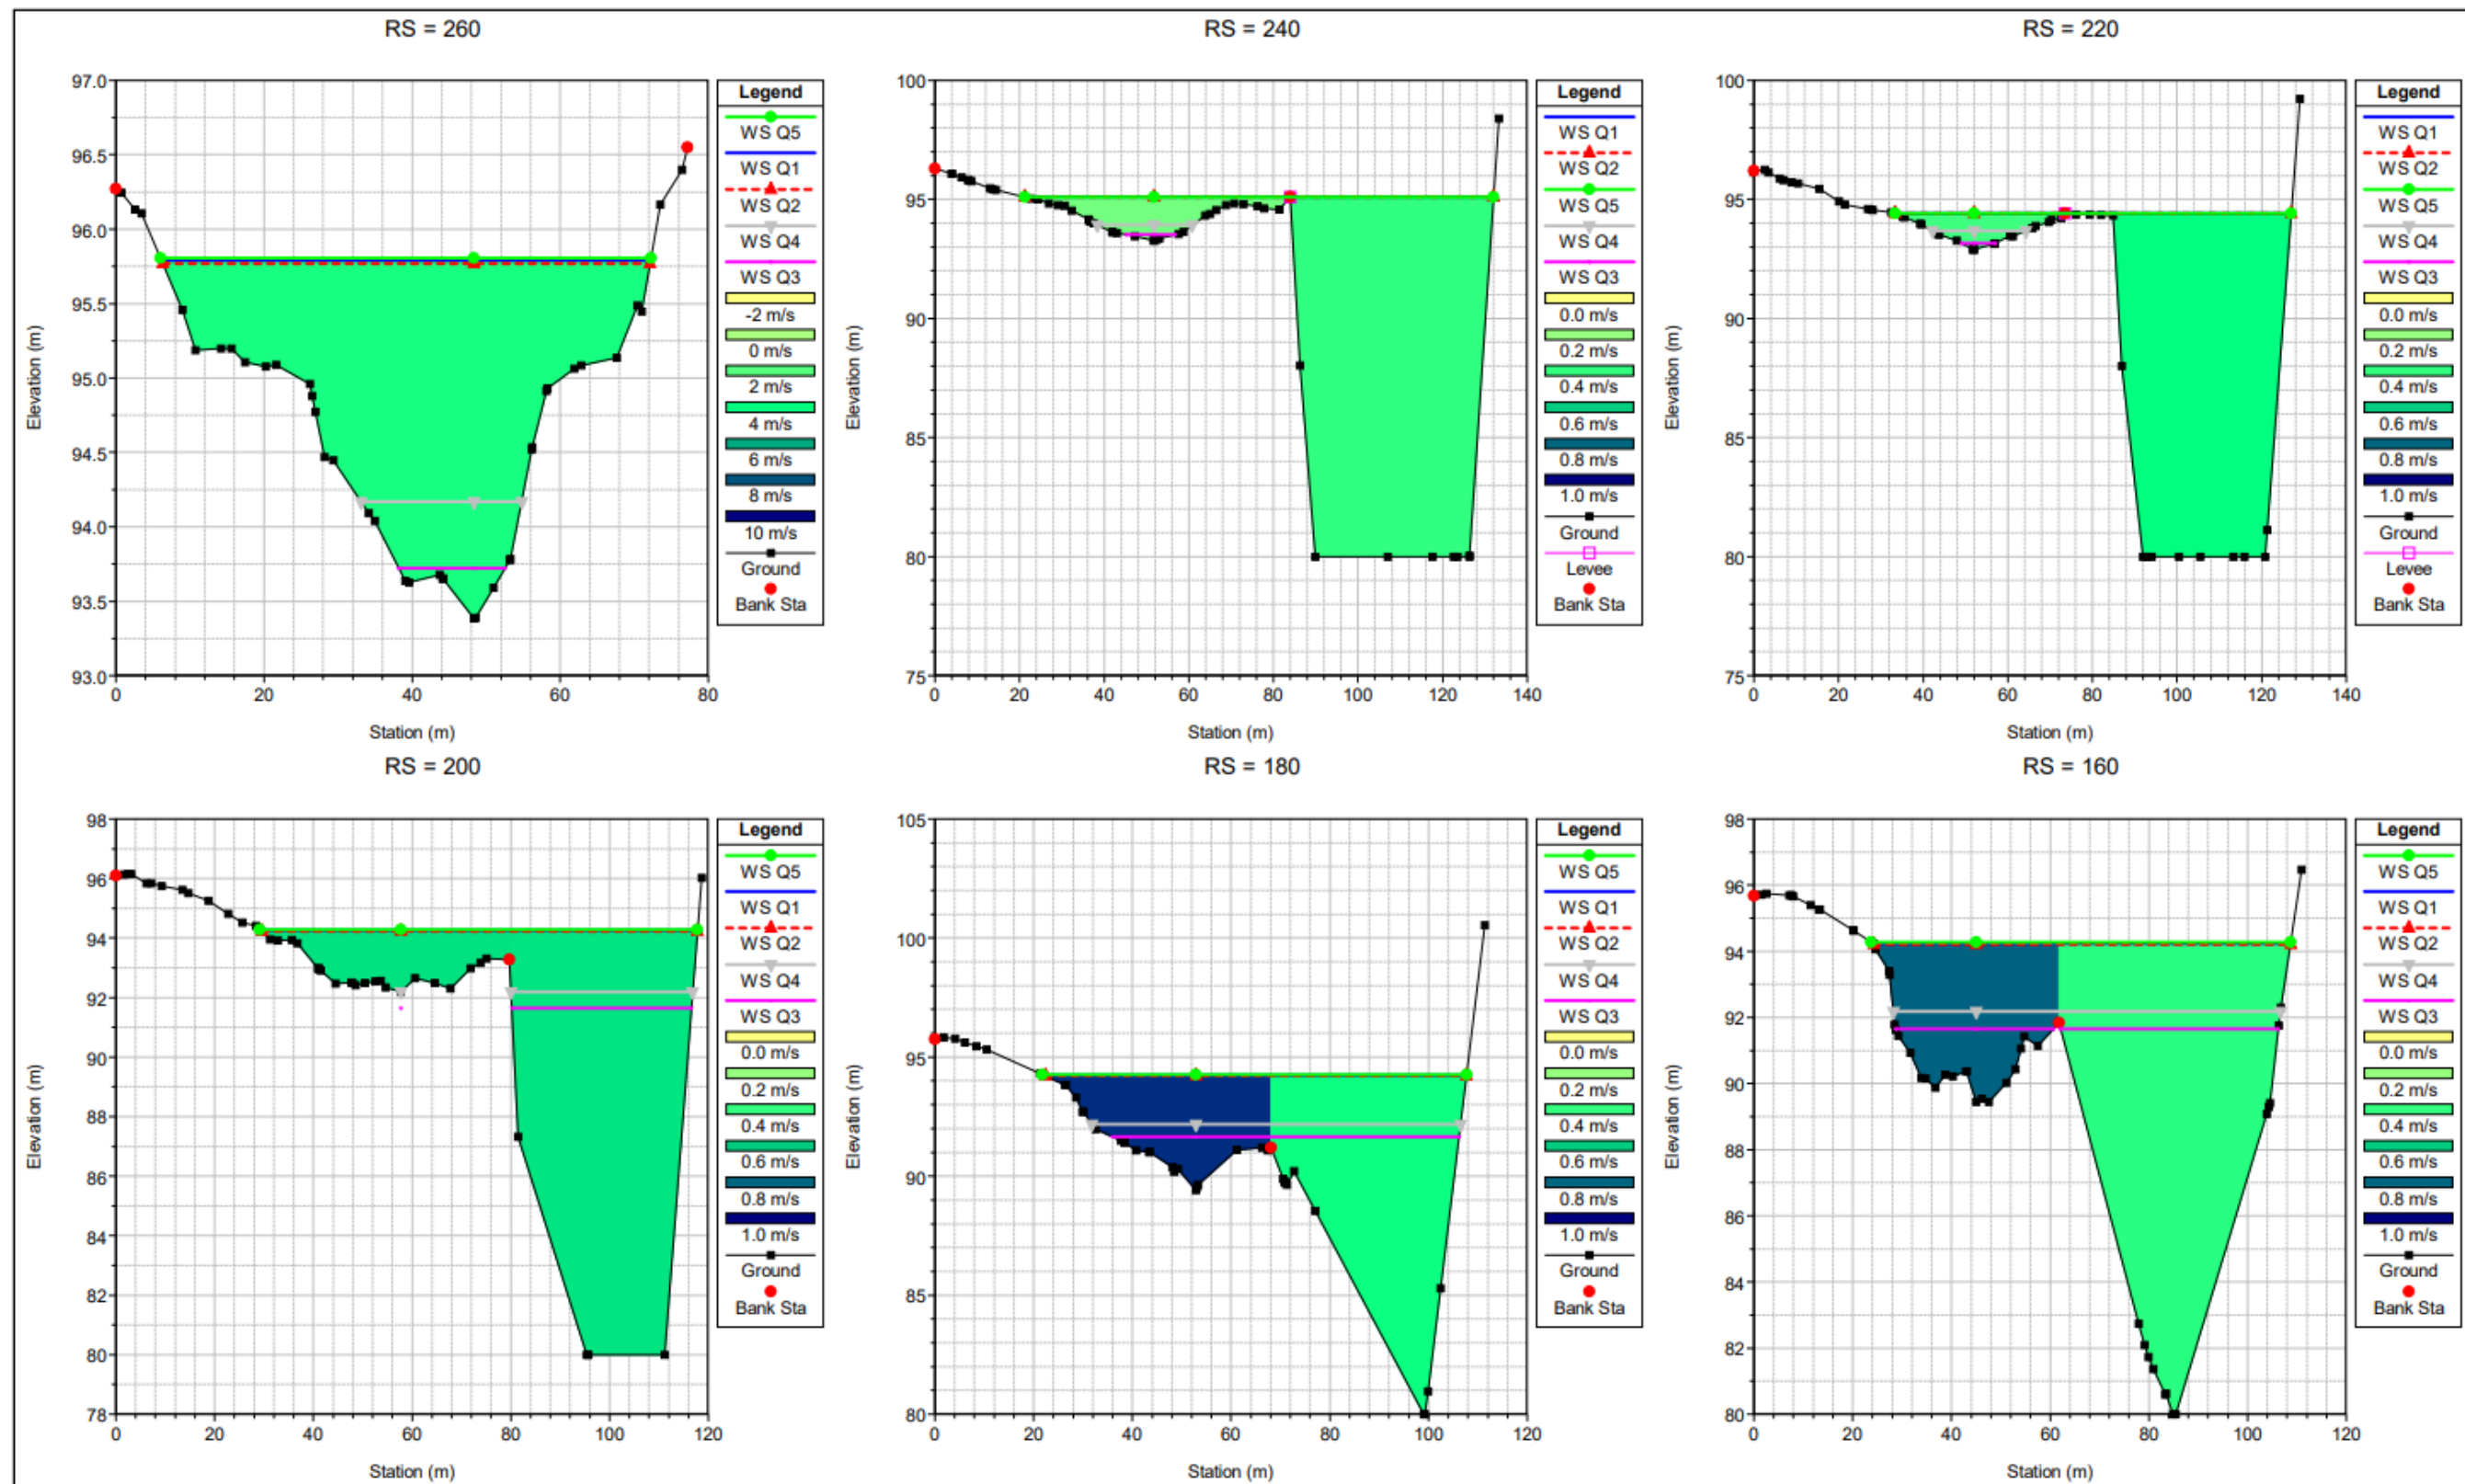 RS = 260
97.0
96.5
96.0
95.5
95.0
94.5
94.0
93.5
93.0
0
20
40
60
80
Elevation (m)
Station (m)
Legend
WS Q5
WS Q1
WS Q2
WS Q4
WS Q3
-2 m/s
0 m/s
2 m/s
4 m/s
6 m/s
8 m/s
10 m/s
Ground
Bank Sta
RS = 240
100
95
90
85
80
75
0
20
40
60
80
100
120
140
Elevation (m)
Station (m)
Legend
WS Q1
WS Q2
WS Q5
WS Q4
WS Q3
0.0 m/s
0.2 m/s
0.4 m/s
0.6 m/s
0.8 m/s
1.0 m/s
Ground
Levee
Bank Sta
RS = 220
100
95
90
85
80
75
0
20
40
60
80
100
120
140
Elevation (m)
Station (m)
Legend
WS Q1
WS Q2
WS Q5
WS Q4
WS Q3
0.0 m/s
0.2 m/s
0.4 m/s
0.6 m/s
0.8 m/s
1.0 m/s
Ground
Levee
Bank Sta
RS = 200
98
96
94
92
90
88
86
84
82
80
78
0
20
40
60
80
100
120
Elevation (m)
Station (m)
Legend
WS Q5
WS Q1
WS Q2
WS Q4
WS Q3
0.0 m/s
0.2 m/s
0.4 m/s
0.6 m/s
0.8 m/s
1.0 m/s
Ground
Bank Sta
RS = 180
105
100
95
90
85
80
0
20
40
60
80
100
120
Elevation (m)
Station (m)
Legend
WS Q5
WS Q1
WS Q2
WS Q4
WS Q3
0.0 m/s
0.2 m/s
0.4 m/s
0.6 m/s
0.8 m/s
1.0 m/s
Ground
Bank Sta
RS = 160
98
96
94
92
90
88
86
84
82
80
0
20
40
60
80
100
120
Elevation (m)
Station (m)
Legend
WS Q5
WS Q1
WS Q2
WS Q4
WS Q3
0.0 m/s
0.2 m/s
0.4 m/s
0.6 m/s
0.8 m/s
1.0 m/s
Ground
Bank Sta